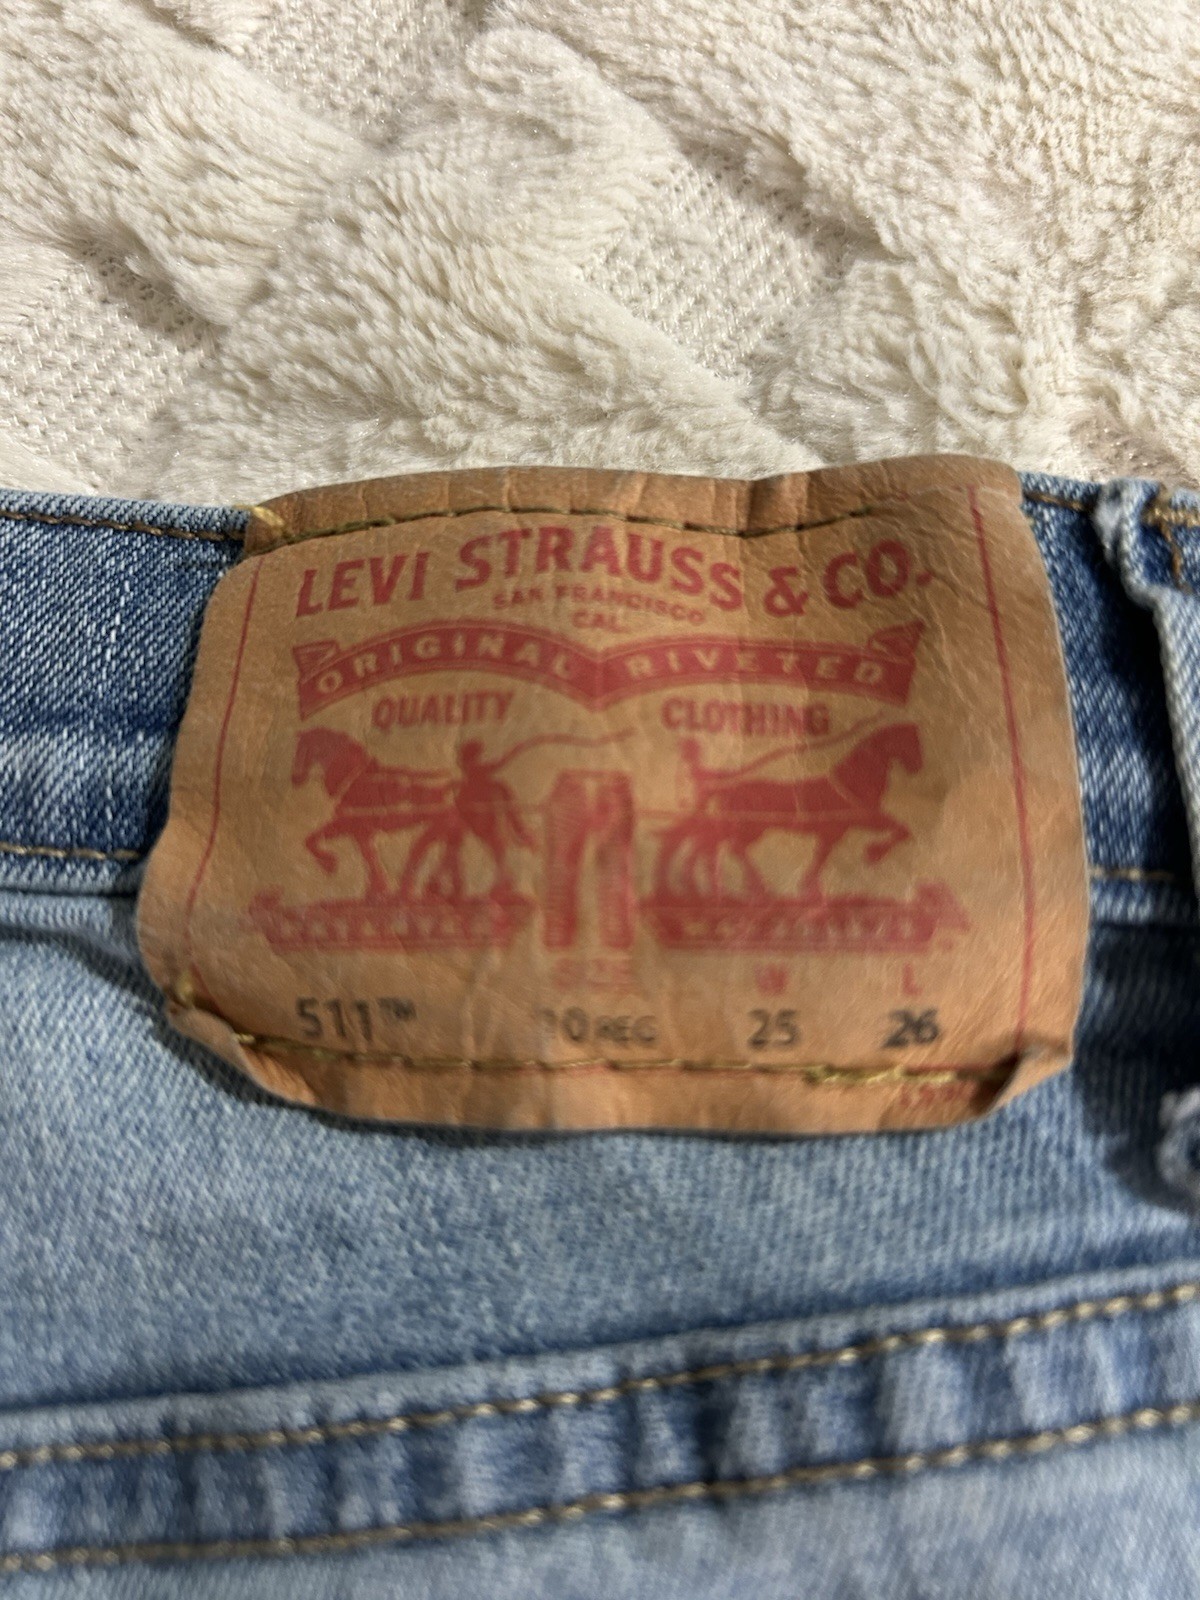 LEVI STRAUSS & CO.
SAN FRANCISCO
CAL.
ORIGINAL RIVETED
QUALITY CLOTHING
SIZE W L
511™ 10 REG 25 26